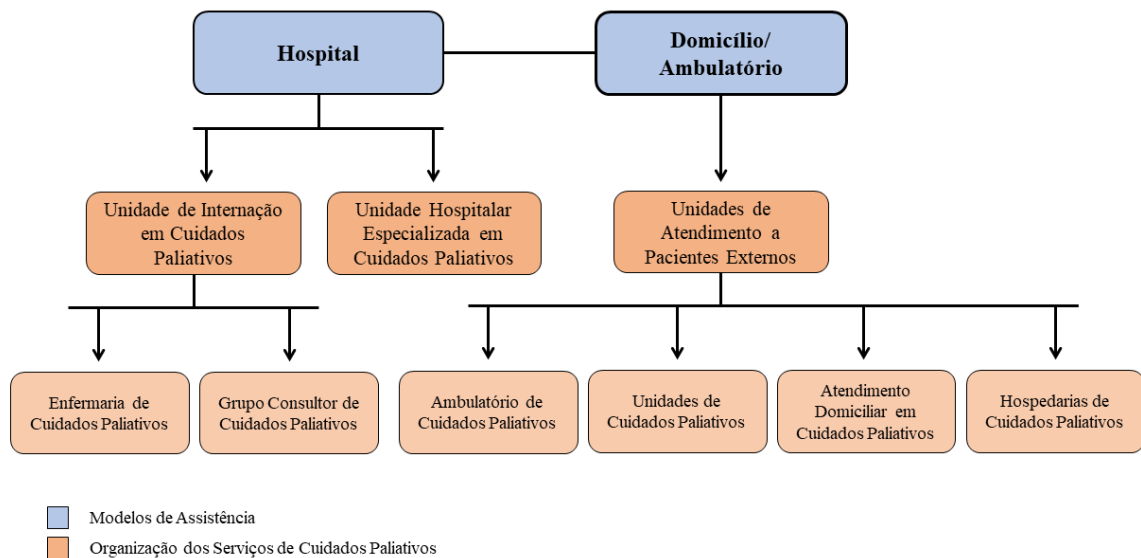 Hospital
Domicílio/
Ambulatório
Unidade de Internação
em Cuidados
Paliativos
Unidade Hospitalar
Especializada em
Cuidados Paliativos
Unidades de
Atendimento a
Pacientes Externos
Enfermaria de
Cuidados Paliativos
Grupo Consultor de
Cuidados Paliativos
Ambulatório de
Cuidados Paliativos
Unidades de
Cuidados Paliativos
Atendimento
Domiciliar em
Cuidados Paliativos
Hospedarias de
Cuidados Paliativos
Modelos de Assistência
Organização dos Serviços de Cuidados Paliativos